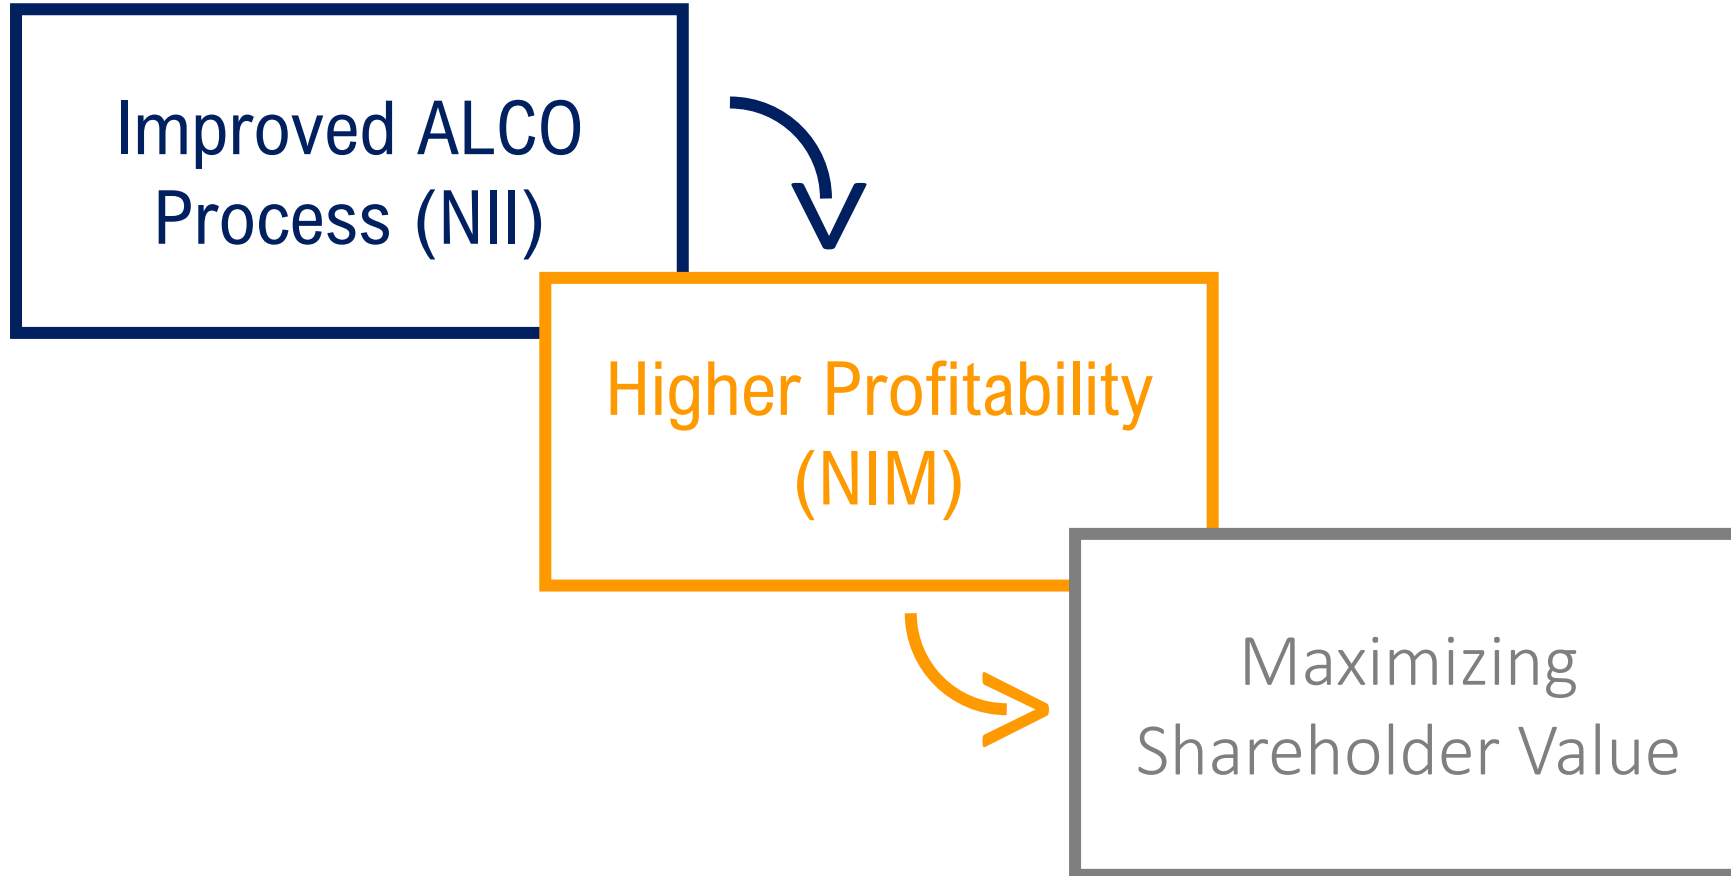 Improved ALCO
Process (NII)
Higher Profitability
(NIM)
Maximizing
Shareholder Value